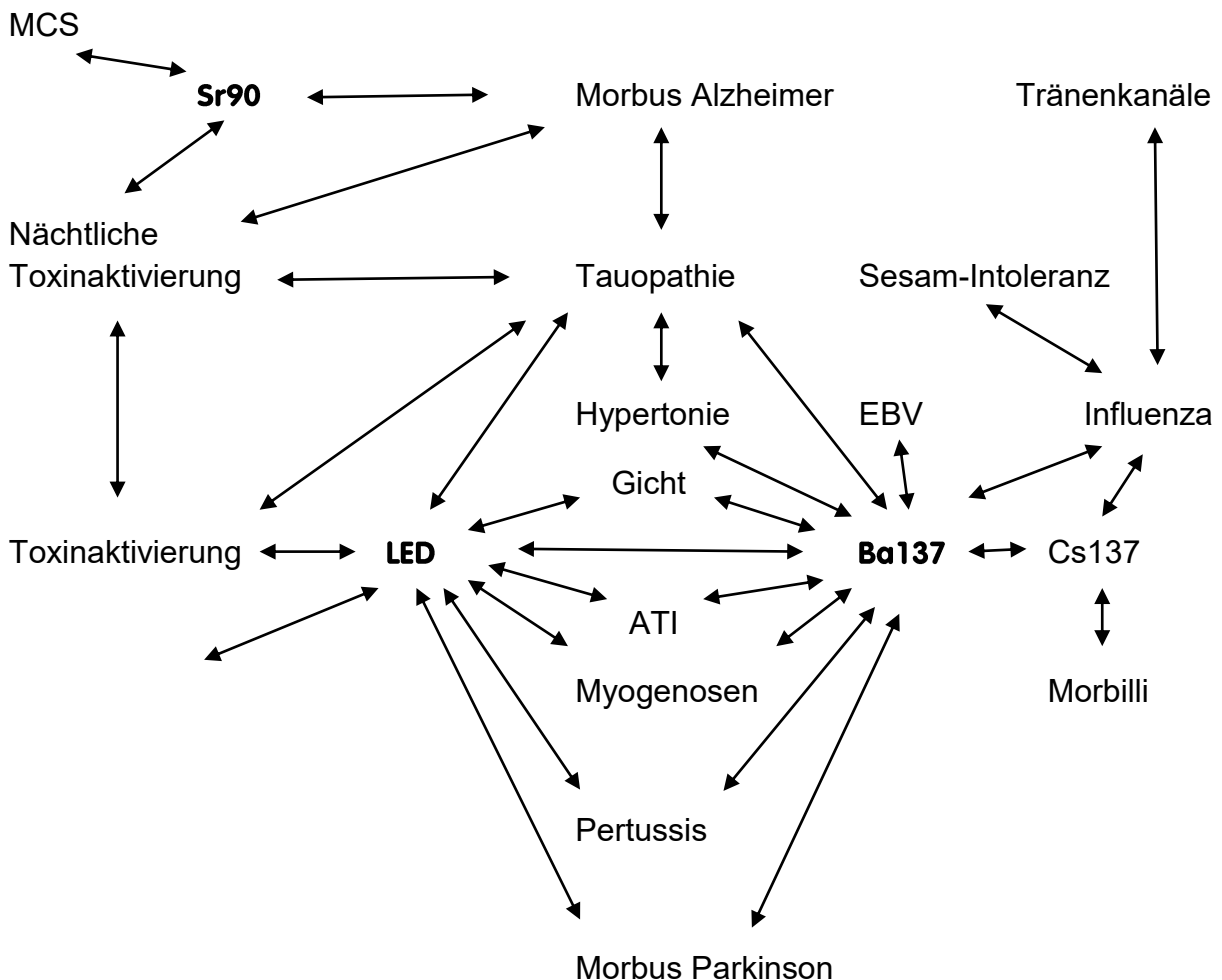 MCS
Sr90
Morbus Alzheimer
Tränenkanäle
Nächtliche
Toxinaktivierung
Tauopathie
Sesam-Intoleranz
Hypertonie
EBV
Influenza
Gicht
Toxinaktivierung
LED
Ba137
Cs137
ATI
Myogenosen
Morbilli
Pertussis
Morbus Parkinson